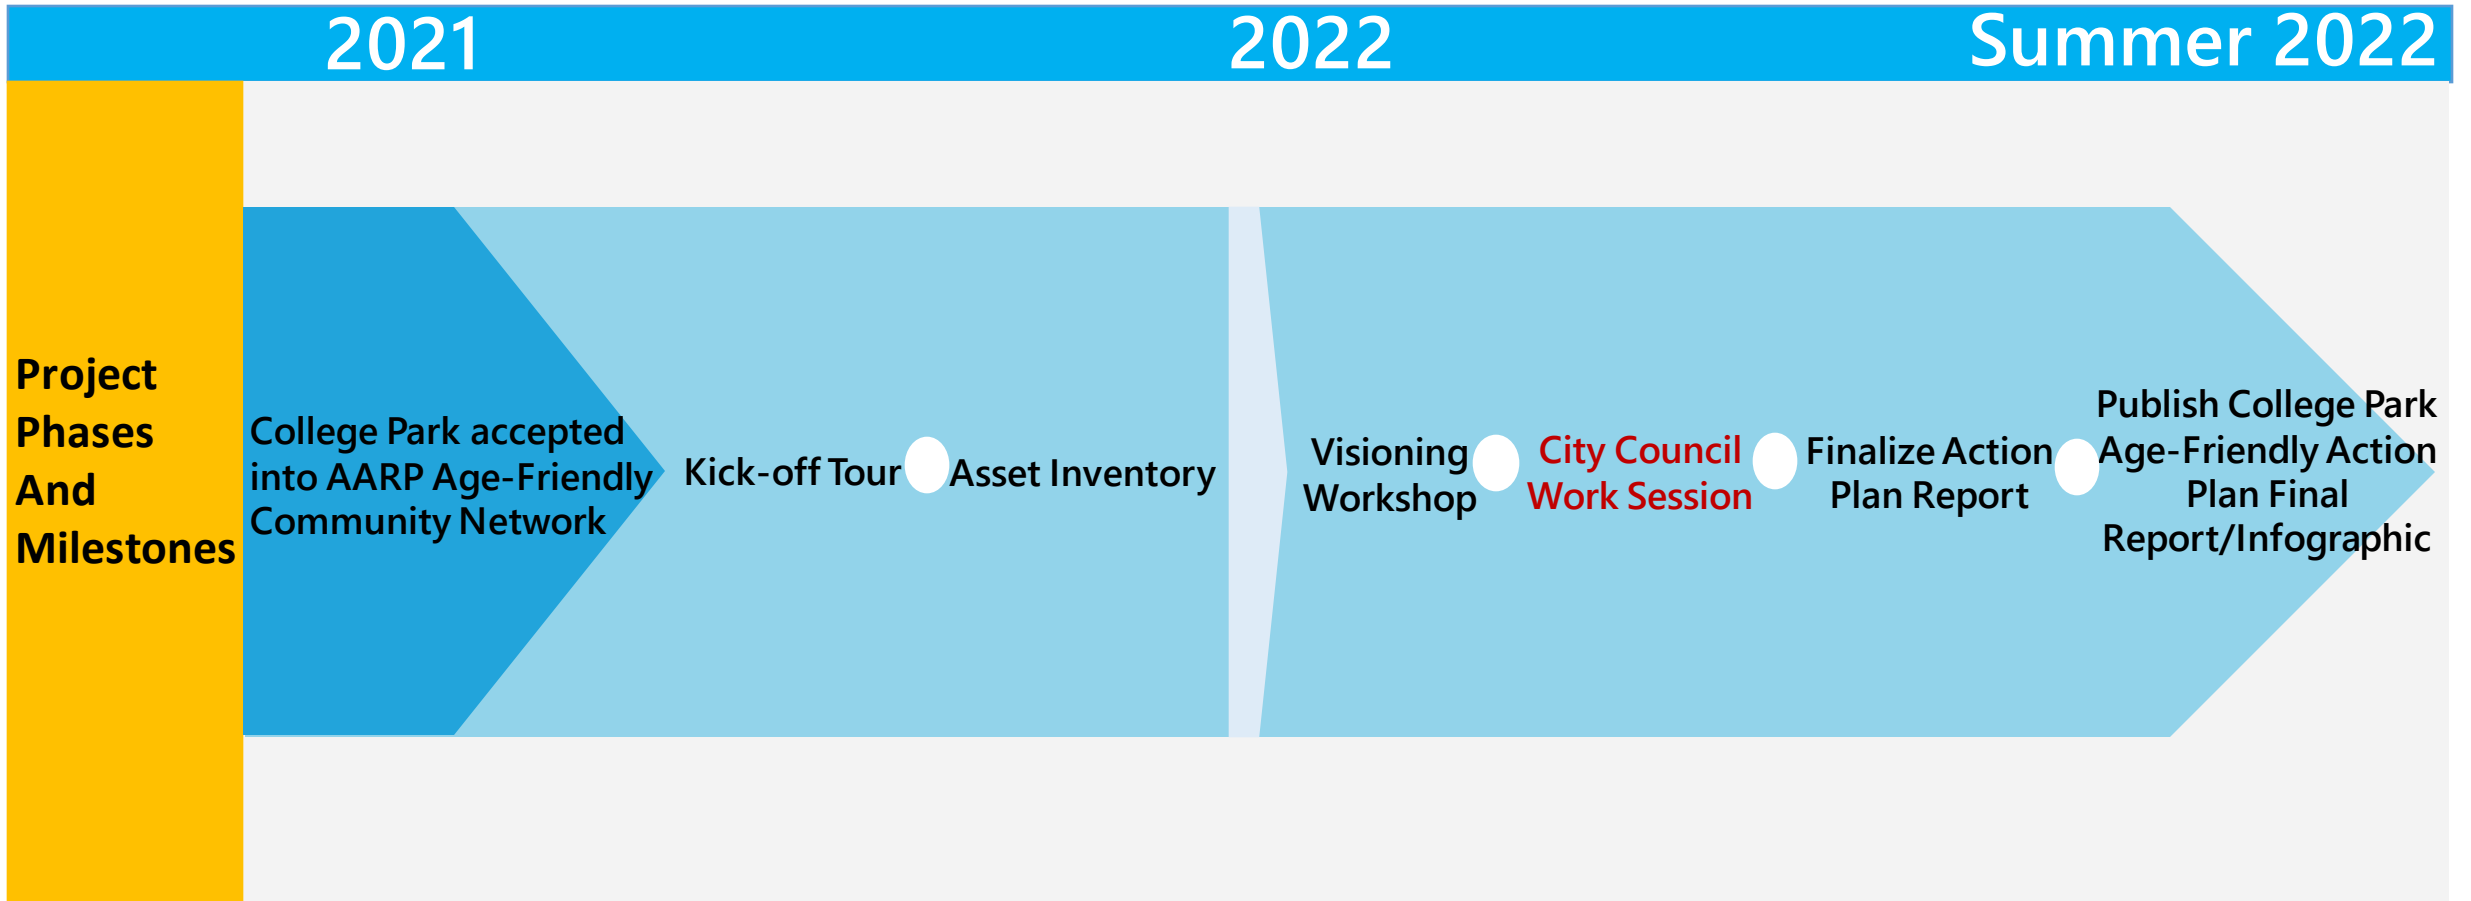 2021
2022
Summer 2022
Project
Phases
And
Milestones
College Park accepted
into AARP Age-Friendly
Community Network
Kick-off Tour
Asset Inventory
Visioning
Workshop
City Council
Work Session
Finalize Action
Plan Report
Publish College Park
Age-Friendly Action
Plan Final
Report/Infographic